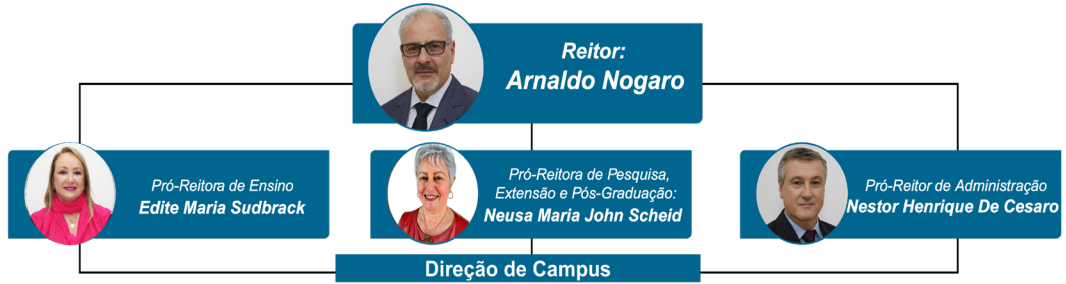 Reitor:
Arnaldo Nogaro
Pró-Reitora de Ensino
Edite Maria Sudbrack
Pró-Reitora de Pesquisa,
Extensão e Pós-Graduação:
Neusa Maria John Scheid
Pró-Reitor de Administração
Nestor Henrique De Cesaro
Direção de Campus